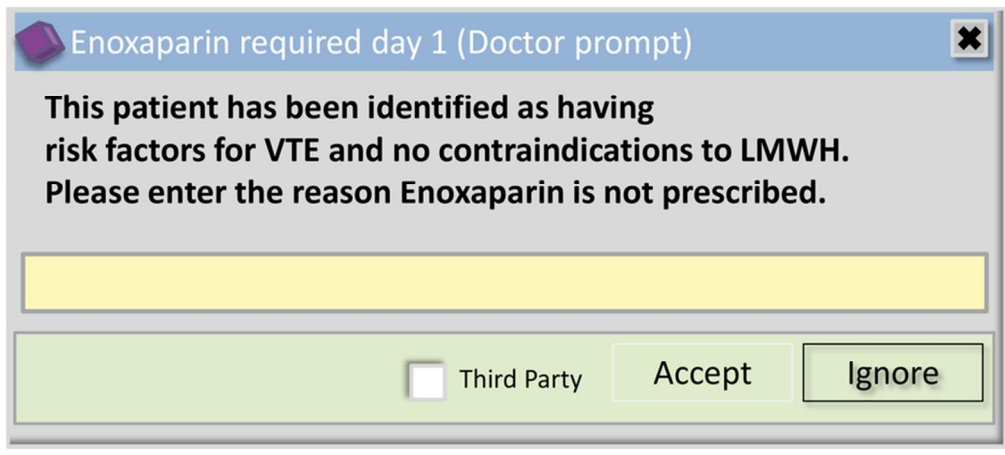 Enoxaparin required day 1 (Doctor prompt)
This patient has been identified as having
risk factors for VTE and no contraindications to LMWH.
Please enter the reason Enoxaparin is not prescribed.
Third Party
Accept
Ignore